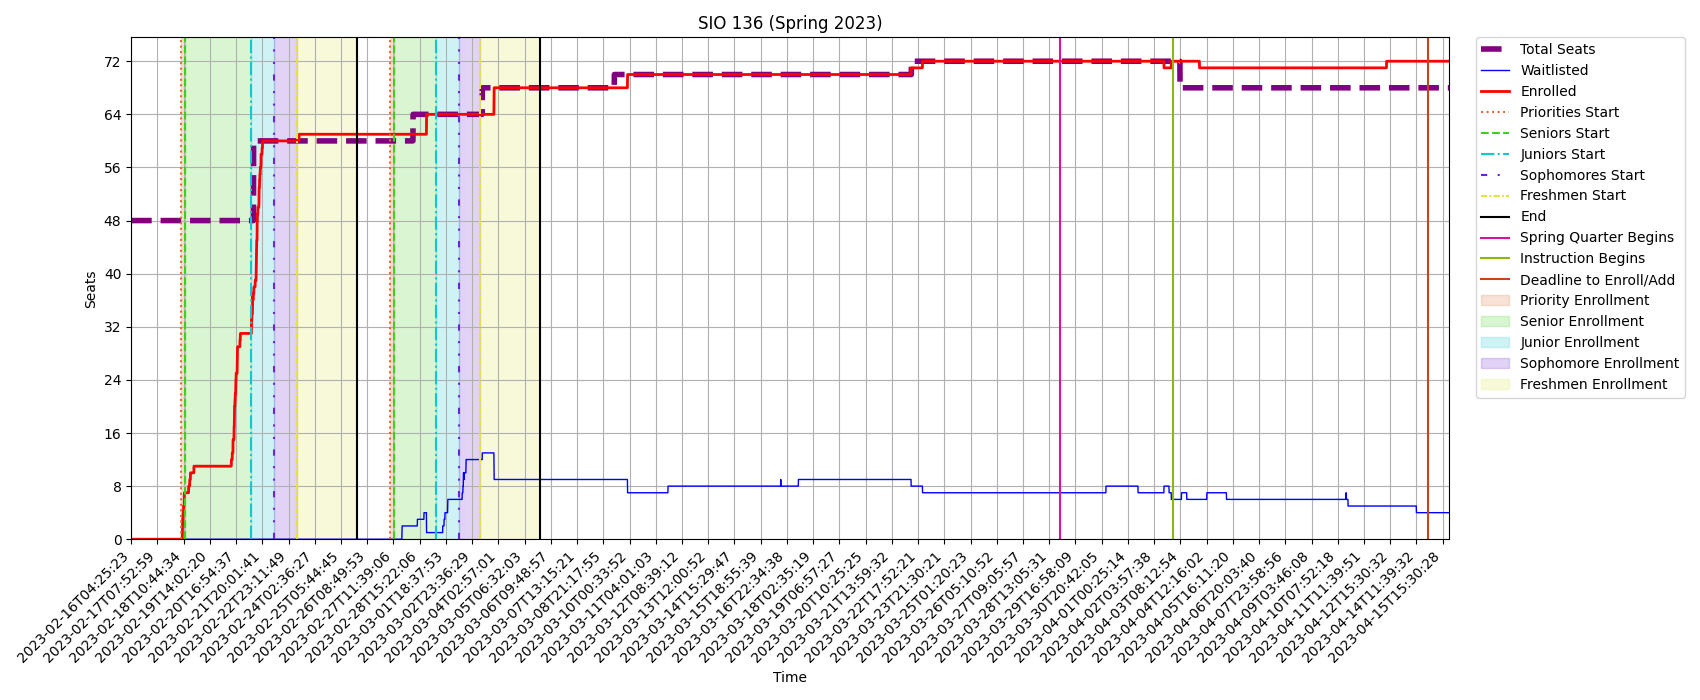 SIO 136 (Spring 2023)
Seats
72
64
56
48
40
32
24
16
8
0
2023-02-16T04:25:23
2023-02-17T07:52:59
2023-02-18T10:44:34
2023-02-19T14:02:20
2023-02-20T16:54:37
2023-02-21T20:01:41
2023-02-22T23:11:49
2023-02-24T02:36:27
2023-02-25T05:44:45
2023-02-26T08:49:53
2023-02-27T11:39:06
2023-02-28T15:22:06
2023-03-01T18:37:53
2023-03-02T23:36:29
2023-03-04T02:57:01
2023-03-05T06:32:03
2023-03-06T09:48:57
2023-03-07T13:15:21
2023-03-08T21:17:55
2023-03-10T00:33:52
2023-03-11T04:01:03
2023-03-12T08:39:12
2023-03-13T12:00:52
2023-03-14T15:29:47
2023-03-15T18:55:39
2023-03-16T22:34:38
2023-03-18T02:35:19
2023-03-19T06:57:27
2023-03-20T10:25:25
2023-03-21T13:59:32
2023-03-22T17:52:21
2023-03-23T21:30:21
2023-03-25T01:20:23
2023-03-26T05:10:52
2023-03-27T09:05:57
2023-03-28T13:05:31
2023-03-29T16:58:09
2023-03-30T20:42:05
2023-04-01T00:25:14
2023-04-02T03:57:38
2023-04-03T08:12:54
2023-04-04T12:16:02
2023-04-05T16:11:20
2023-04-06T20:03:40
2023-04-07T23:58:56
2023-04-09T03:46:08
2023-04-10T07:52:18
2023-04-11T11:39:51
2023-04-12T15:30:32
2023-04-14T11:39:32
2023-04-15T15:30:28
Time
Total Seats
Waitlisted
Enrolled
Priorities Start
Seniors Start
Juniors Start
Sophomores Start
Freshmen Start
End
Spring Quarter Begins
Instruction Begins
Deadline to Enroll/Add
Priority Enrollment
Senior Enrollment
Junior Enrollment
Sophomore Enrollment
Freshmen Enrollment